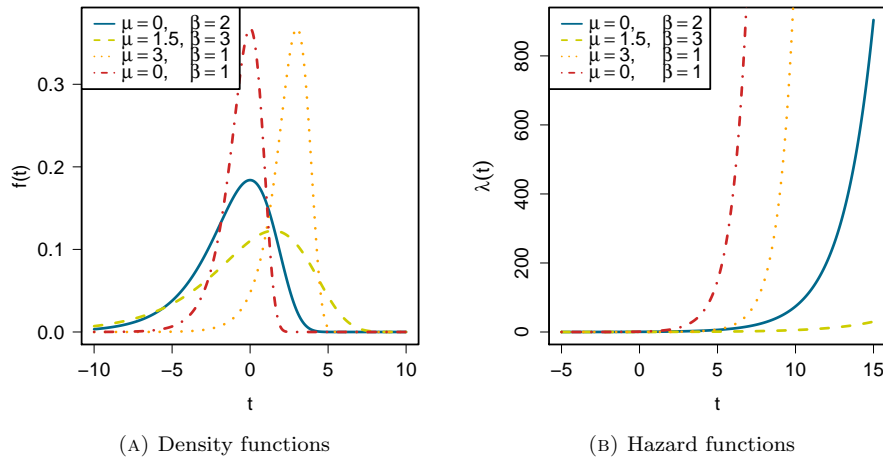 μ = 0, β = 2
μ = 1.5, β = 3
μ = 3, β = 1
μ = 0, β = 1
f(t)
0.3
0.2
0.1
0.0
−10 −5 0 5 10
t
(A) Density functions
μ = 0, β = 2
μ = 1.5, β = 3
μ = 3, β = 1
μ = 0, β = 1
λ(t)
800
600
400
200
0
−5 0 5 10 15
t
(B) Hazard functions